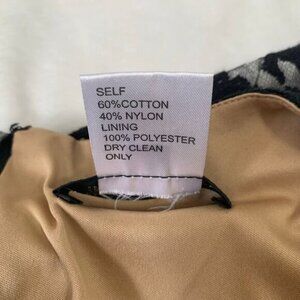 SELF
60%COTTON
40% NYLON
LINING
100% POLYESTER
DRY CLEAN
ONLY